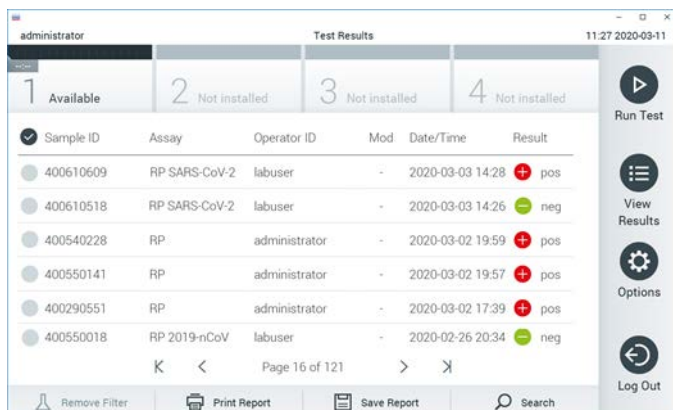 administrator Test Results 11:27 2020-03-11
1 Available 2 Not installed 3 Not installed 4 Not installed
Run Test
Sample ID Assay Operator ID Mod Date/Time Result
400610609 RP SARS-CoV-2 labuser - 2020-03-03 14:28 pos
400610518 RP SARS-CoV-2 labuser - 2020-03-03 14:26 neg
View
Results
400540228 RP administrator - 2020-03-02 19:59 pos
400550141 RP administrator - 2020-03-02 19:57 pos
Options
400290551 RP administrator - 2020-03-02 17:39 pos
400550018 RP 2019-nCoV labuser - 2020-02-26 20:34 neg
Page 16 of 121
Log Out
Remove Filter Print Report Save Report Search